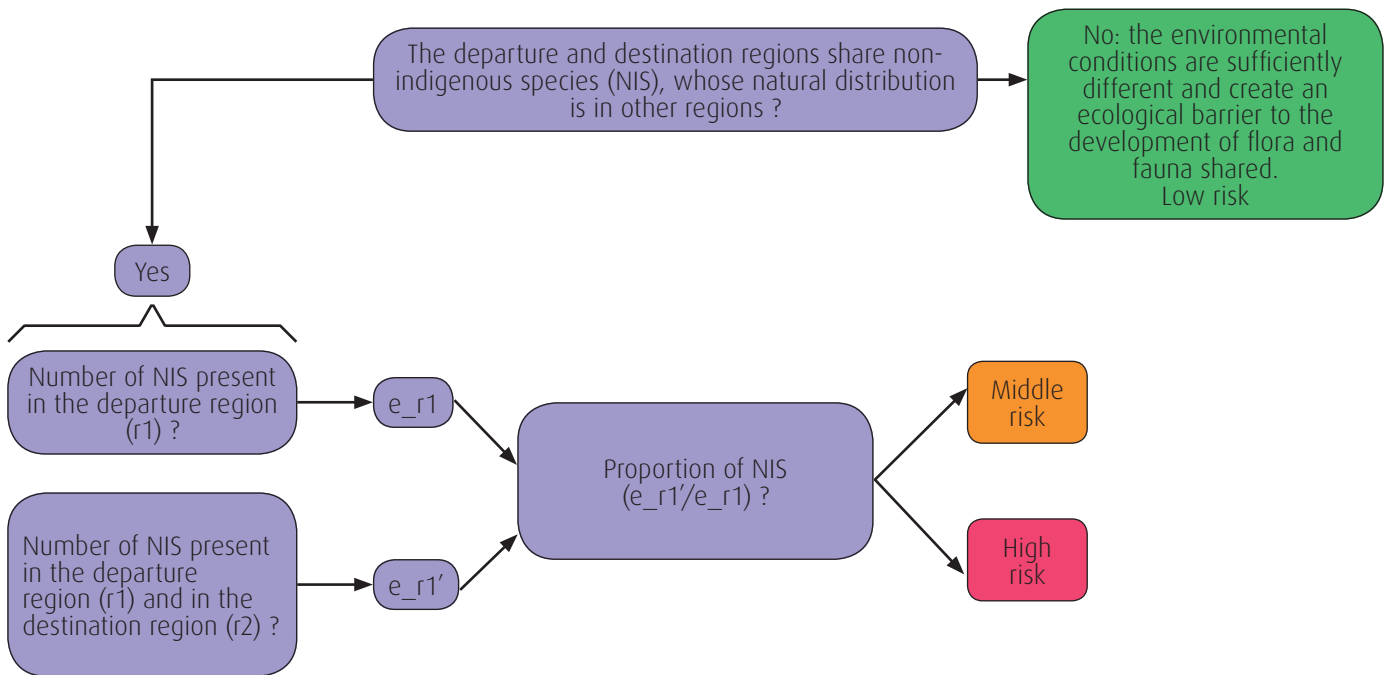 The departure and destination regions share non-
indigenous species (NIS), whose natural distribution
is in other regions ?
No: the environmental
conditions are sufficiently
different and create an
ecological barrier to the
development of flora and
fauna shared.
Low risk
Yes
Number of NIS present
in the departure region
(r1) ?
e_r1
Proportion of NIS
(e_r1'/e_r1) ?
Middle
risk
Number of NIS present
in the departure
region (r1) and in the
destination region (r2) ?
e_r1'
High
risk